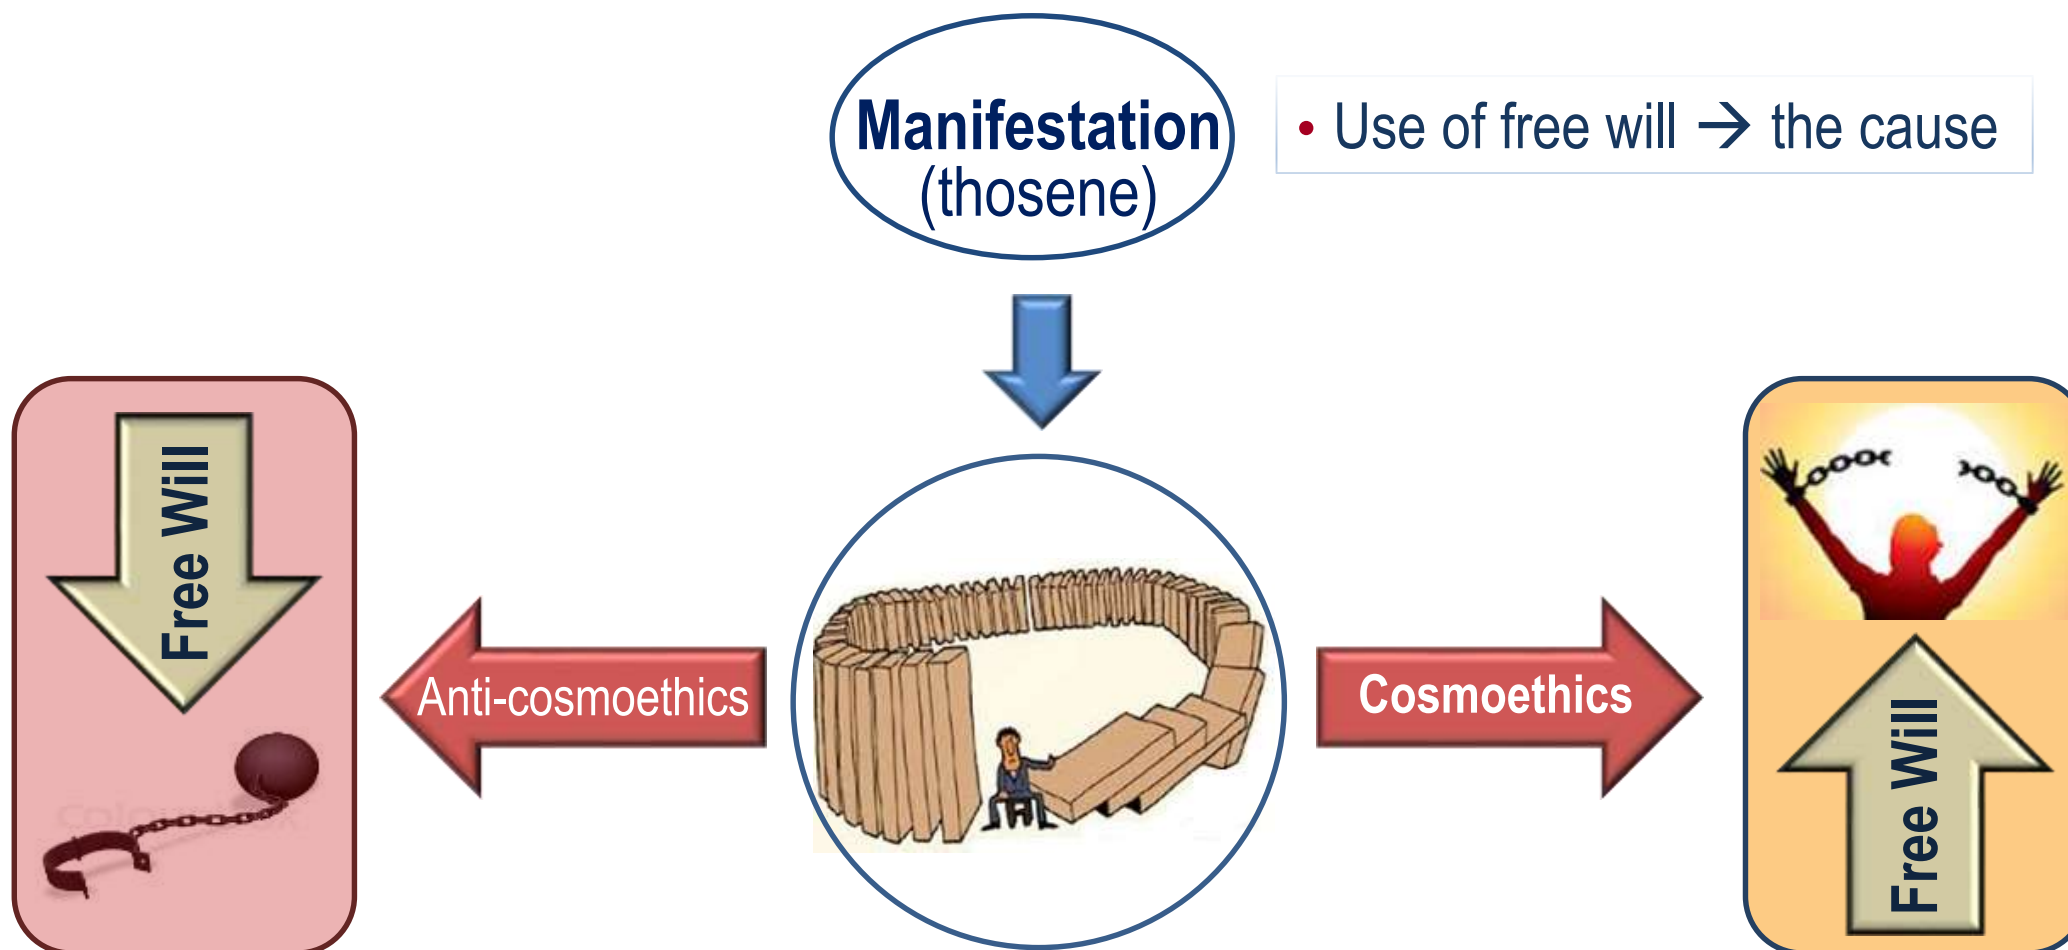 Manifestation
(thosene)
• Use of free will → the cause
Free Will
Anti-cosmoethics
Cosmoethics
Free Will